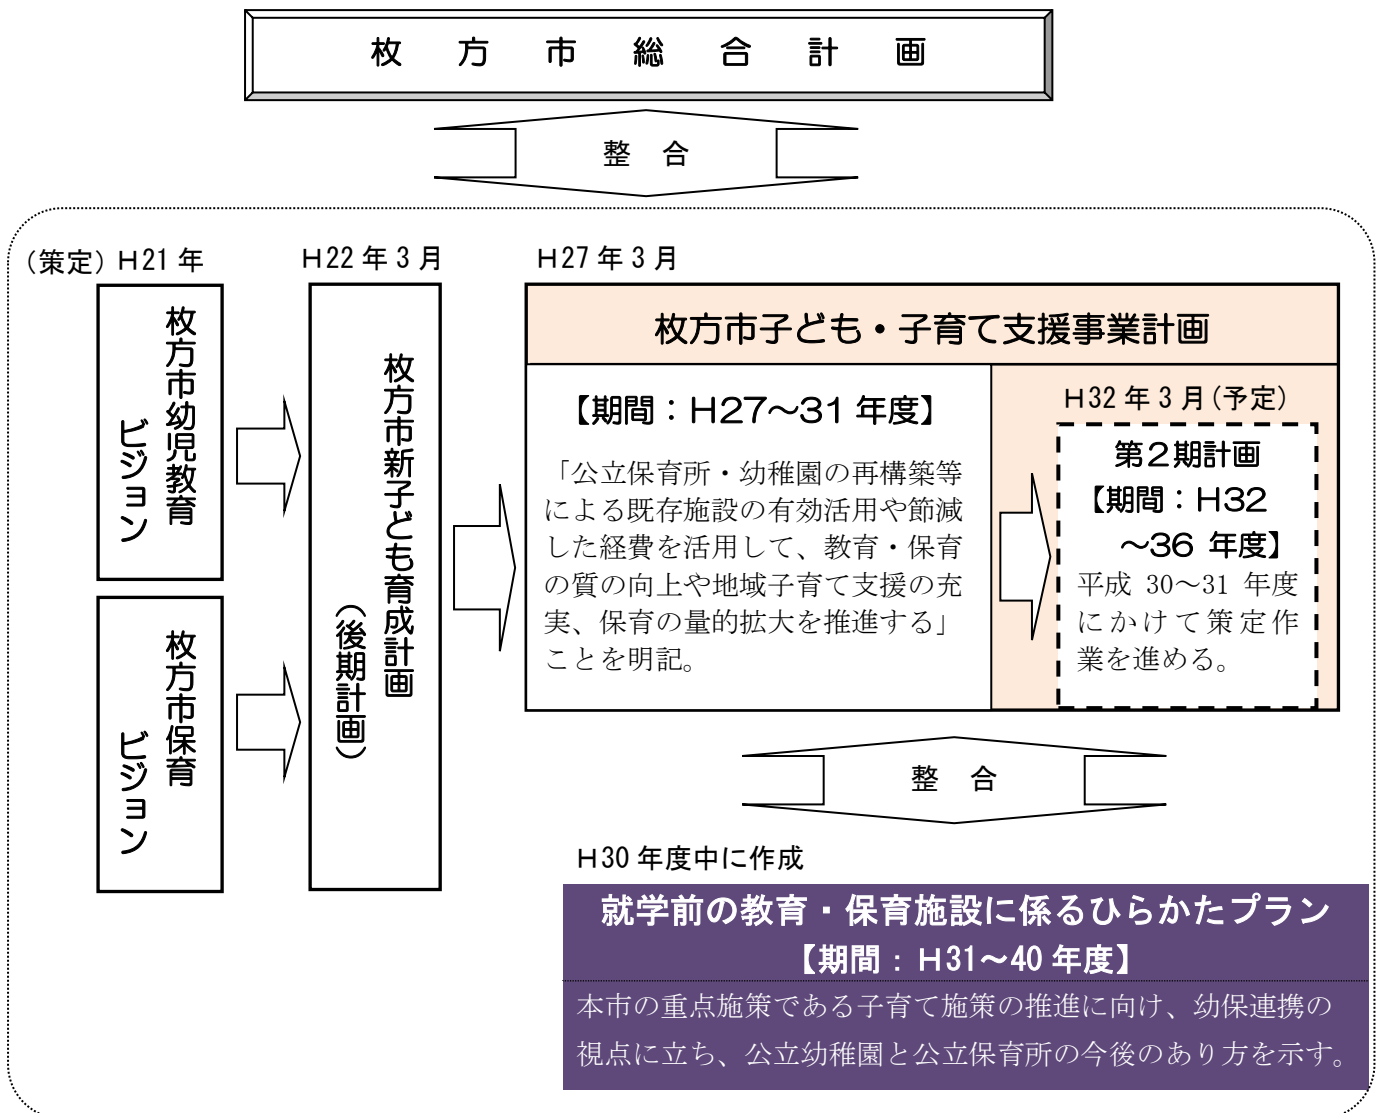 枚方市総合計画
整 合
（策定）Ｈ21 年
Ｈ22 年 3 月
Ｈ27 年 3 月
枚方市幼児教育
ビジョン
枚方市保育
ビジョン
枚方市新子ども育成計画
（後期計画）
枚方市子ども・子育て支援事業計画
【期間：Ｈ２７～３１ 年度】
「公立保育所・幼稚園の再構築等
による既存施設の有効活用や節減
した経費を活用して、教育・保育
の質の向上や地域子育て支援の充
実、保育の量的拡大を推進する」
ことを明記。
Ｈ32 年 3 月(予定)
第２期計画
【期間：Ｈ３２
～３６ 年度】
平成 30～31 年度
にかけて策定作
業を進める。
整 合
Ｈ30 年度中に作成
就学前の教育・保育施設に係るひらかたプラン
【期間：Ｈ31～40 年度】
本市の重点施策である子育て施策の推進に向け、幼保連携の
視点に立ち、公立幼稚園と公立保育所の今後のあり方を示す。